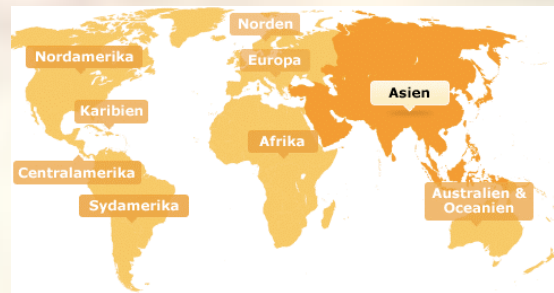 Norden
Nordamerika
Europa
Asien
Karibien
Afrika
Centralamerika
Sydamerika
Australien &
Oceanien